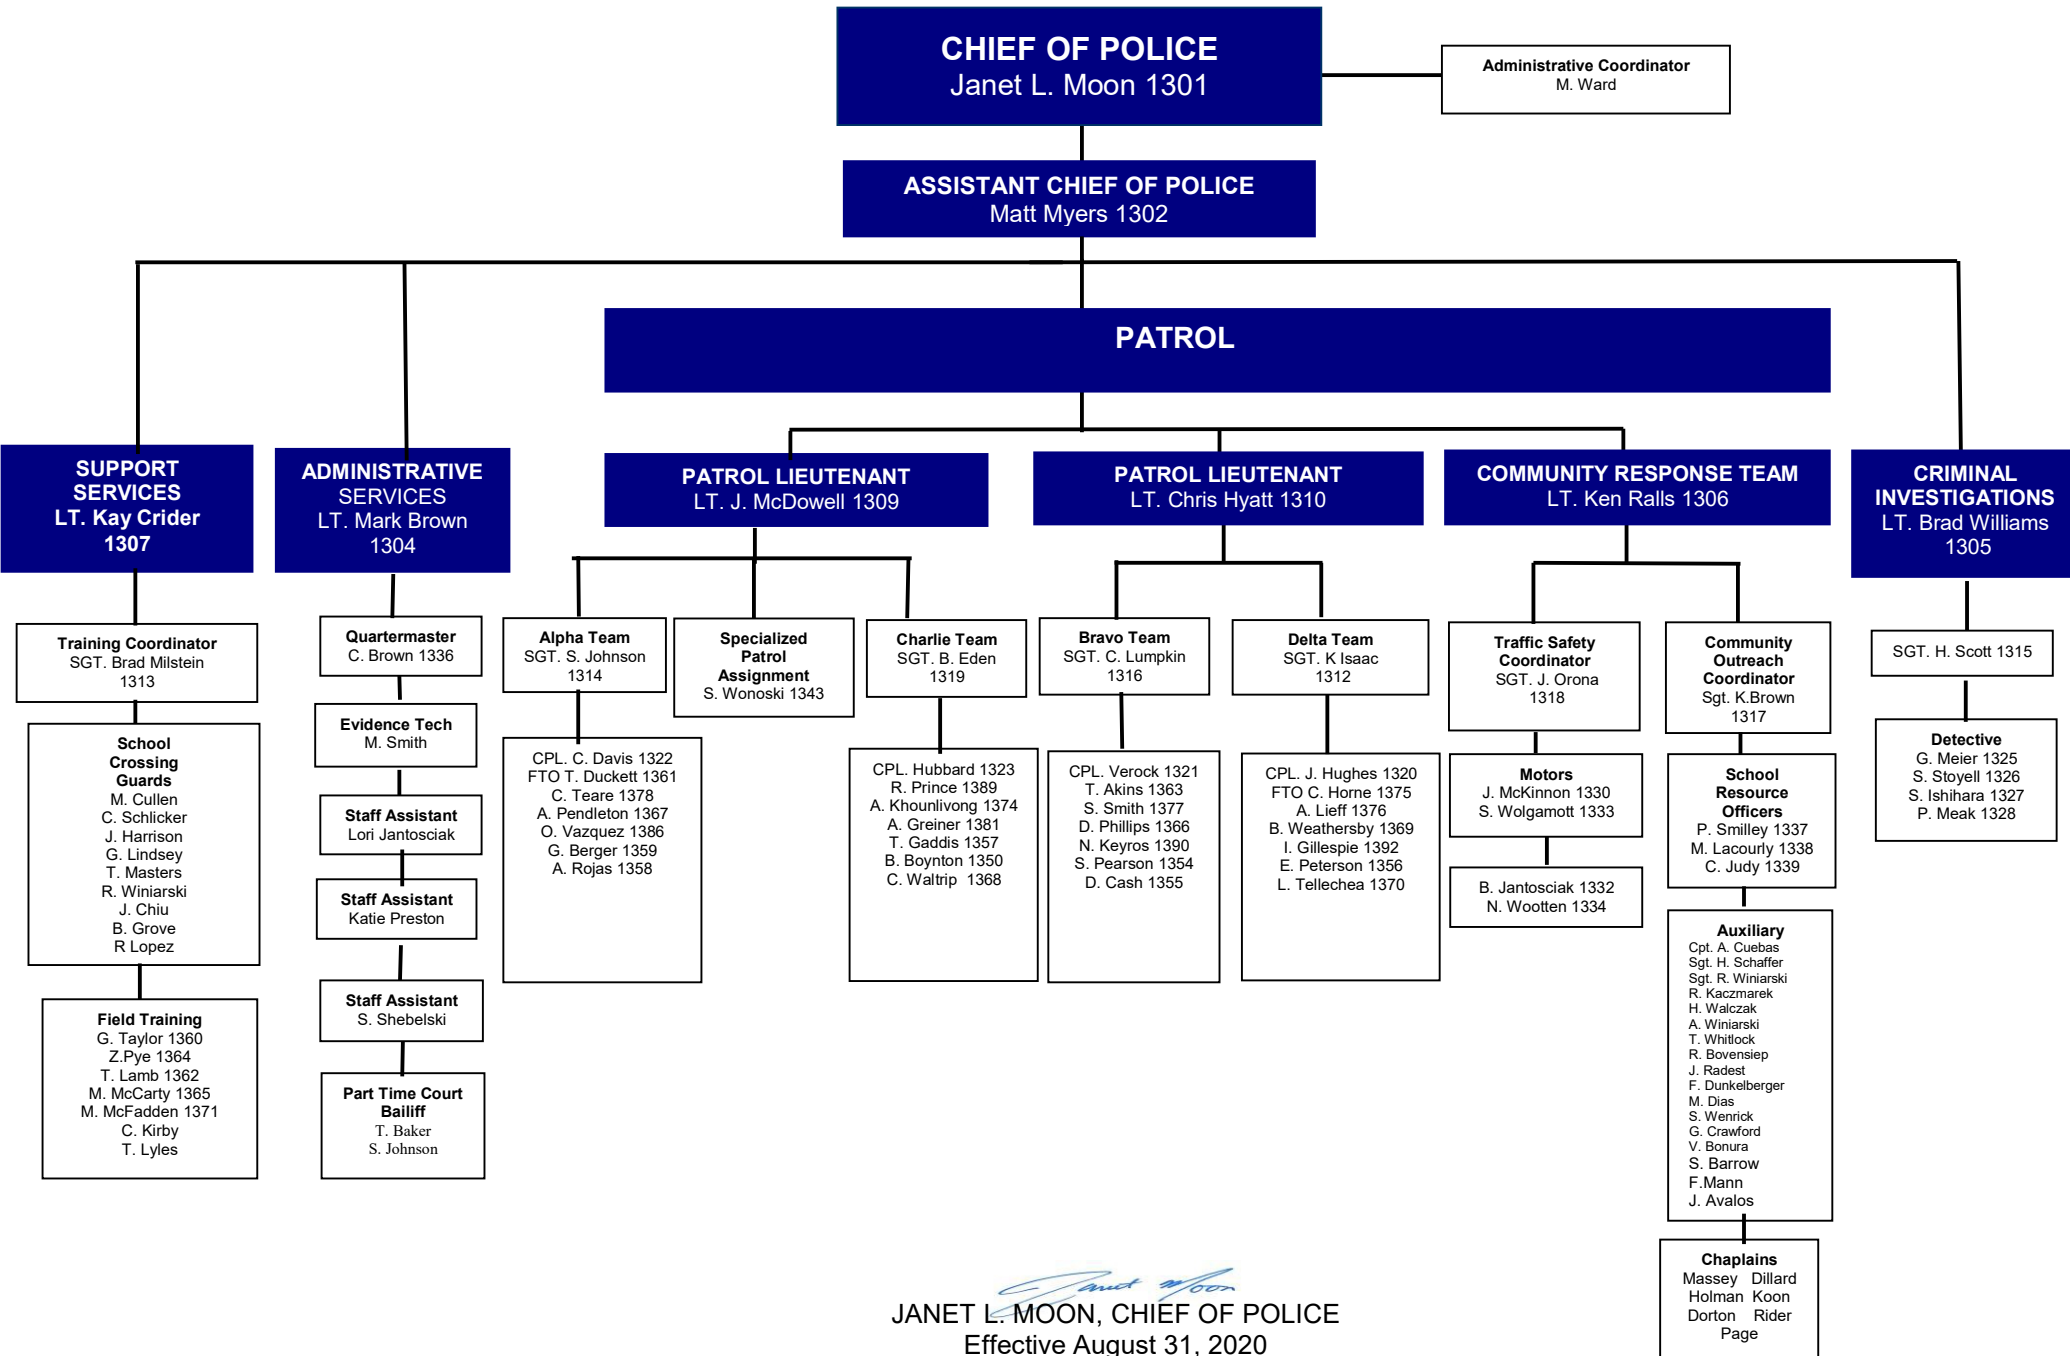 CHIEF OF POLICE
Janet L. Moon 1301
Administrative Coordinator
M. Ward
ASSISTANT CHIEF OF POLICE
Matt Myers 1302
PATROL
SUPPORT
SERVICES
LT. Kay Crider
1307
ADMINISTRATIVE
SERVICES
LT. Mark Brown
1304
PATROL LIEUTENANT
LT. J. McDowell 1309
PATROL LIEUTENANT
LT. Chris Hyatt 1310
COMMUNITY RESPONSE TEAM
LT. Ken Ralls 1306
CRIMINAL
INVESTIGATIONS
LT. Brad Williams
1305
Training Coordinator
SGT. Brad Milstein
1313
School
Crossing
Guards
M. Cullen
C. Schlicker
J. Harrison
G. Lindsey
T. Masters
R. Winiarski
J. Chiu
B. Grove
R Lopez
Field Training
G. Taylor 1360
Z.Pye 1364
T. Lamb 1362
M. McCarty 1365
M. McFadden 1371
C. Kirby
T. Lyles
Quartermaster
C. Brown 1336
Evidence Tech
M. Smith
Staff Assistant
Lori Jantosciak
Staff Assistant
Katie Preston
Staff Assistant
S. Shebelski
Part Time Court
Bailiff
T. Baker
S. Johnson
Alpha Team
SGT. S. Johnson
1314
CPL. C. Davis 1322
FTO T. Duckett 1361
C. Teare 1378
A. Pendleton 1367
O. Vazquez 1386
G. Berger 1359
A. Rojas 1358
Specialized
Patrol
Assignment
S. Wonoski 1343
Charlie Team
SGT. B. Eden
1319
CPL. Hubbard 1323
R. Prince 1389
A. Khounlivong 1374
A. Greiner 1381
T. Gaddis 1357
B. Boynton 1350
C. Waltrip 1368
Bravo Team
SGT. C. Lumpkin
1316
CPL. Verock 1321
T. Akins 1363
S. Smith 1377
D. Phillips 1366
N. Keyros 1390
S. Pearson 1354
D. Cash 1355
Delta Team
SGT. K Isaac
1312
CPL. J. Hughes 1320
FTO C. Horne 1375
A. Lieff 1376
B. Weathersby 1369
I. Gillespie 1392
E. Peterson 1356
L. Tellechea 1370
Traffic Safety
Coordinator
SGT. J. Orona
1318
Motors
J. McKinnon 1330
S. Wolgamott 1333
B. Jantosciak 1332
N. Wootten 1334
Community
Outreach
Coordinator
Sgt. K.Brown
1317
School
Resource
Officers
P. Smilley 1337
M. Lacourly 1338
C. Judy 1339
Auxiliary
Cpt. A. Cuebas
Sgt. H. Schaffer
Sgt. R. Winiarski
R. Kaczmarek
H. Walczak
A. Winiarski
T. Whitlock
R. Bovensiep
J. Radest
F. Dunkelberger
M. Dias
S. Wenrick
G. Crawford
V. Bonura
S. Barrow
F.Mann
J. Avalos
Chaplains
Massey Dillard
Holman Koon
Dorton Rider
Page
SGT. H. Scott 1315
Detective
G. Meier 1325
S. Stoyell 1326
S. Ishihara 1327
P. Meak 1328
Janet Moon
JANET L. MOON, CHIEF OF POLICE
Effective August 31, 2020